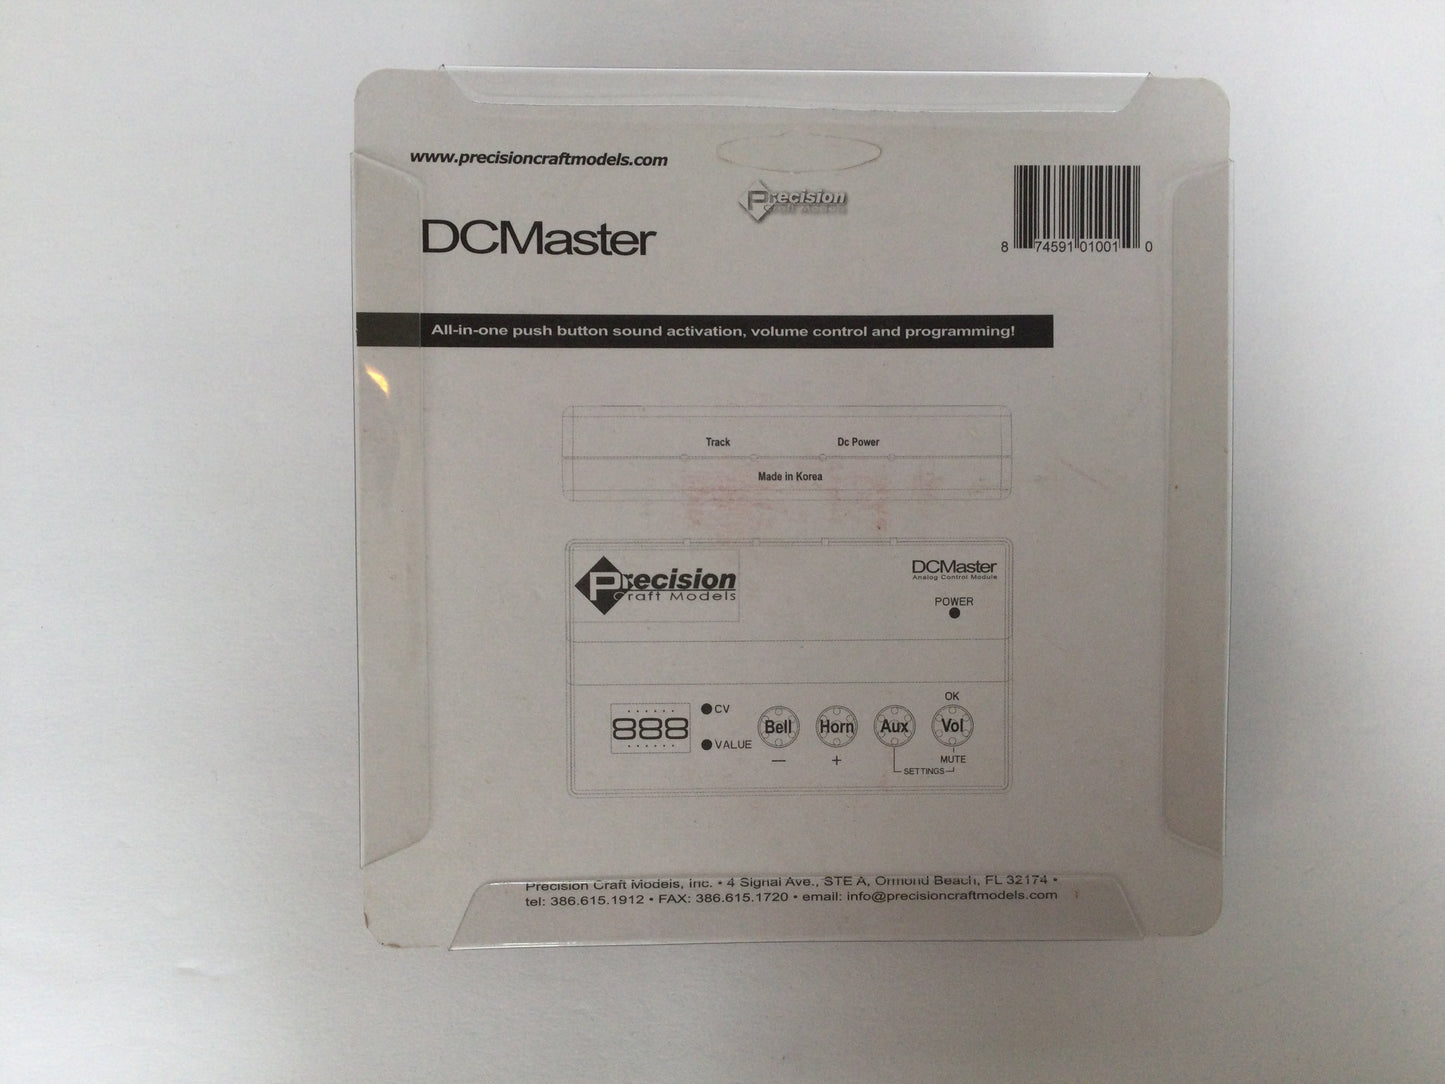 www.precisioncraftmodels.com
Precision
Craft Models
DCMaster
8 74591 01001 0
All-in-one push button sound activation, volume control and programming!
Track
Dc Power
Made in Korea
Precision
Craft Models
DCMaster
Analog Control Module
POWER
OK
888
CV
VALUE
Bell
Horn
Aux
Vol
—
+
MUTE
SETTINGS
Precision Craft Models, Inc. • 4 Signal Ave., STE A, Ormond Beach, FL 32174 •
tel: 386.615.1912 • FAX: 386.615.1720 • email: info@precisioncraftmodels.com